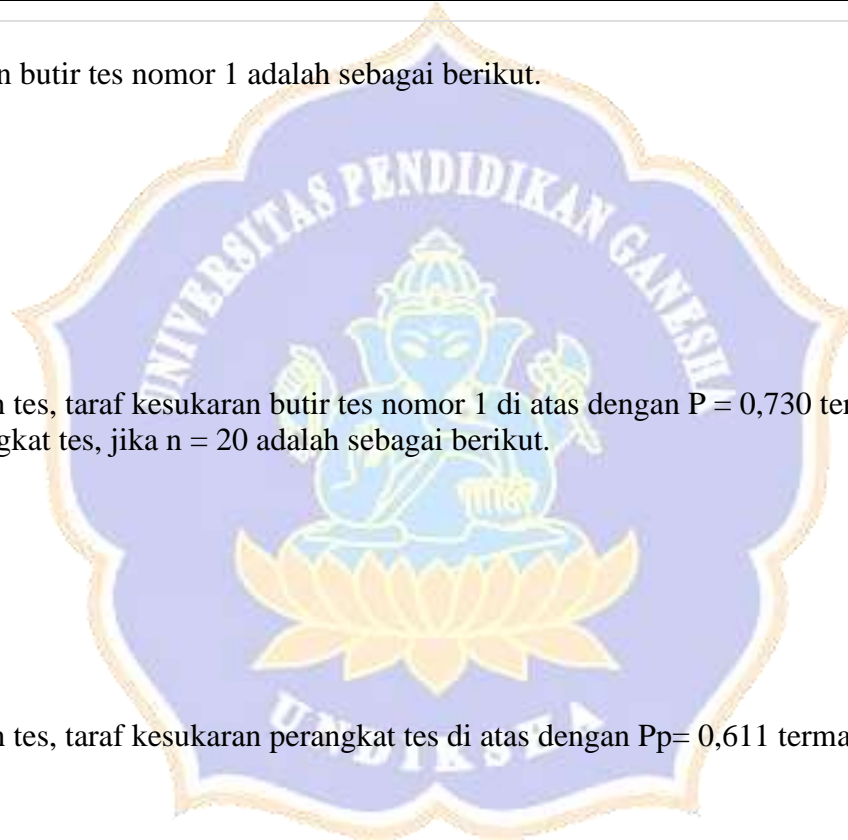 n butir tes nomor 1 adalah sebagai berikut.
UNIVERSITAS PENDIDIKAN GANESHA
n tes, taraf kesukaran butir tes nomor 1 di atas dengan P = 0,730 ter
gkat tes, jika n = 20 adalah sebagai berikut.
UNDIKSHA
n tes, taraf kesukaran perangkat tes di atas dengan Pp= 0,611 terma